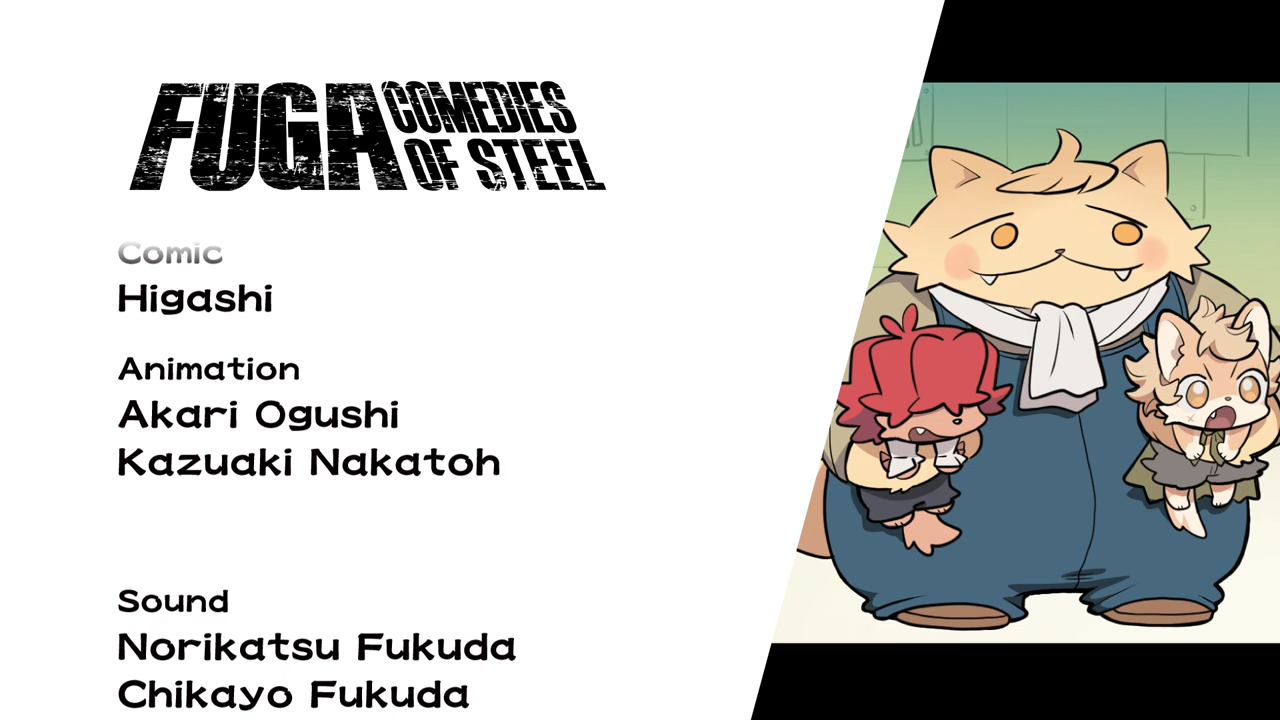 FUGA COMEDIES
OF STEEL
Comic
Higashi
Animation
Akari Ogushi
Kazuaki Nakatoh
Sound
Norikatsu Fukuda
Chikayo Fukuda